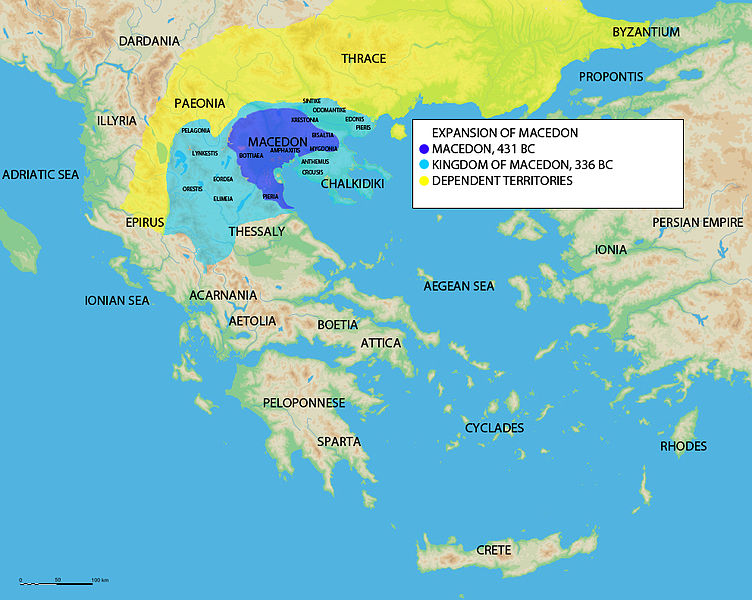 DARDANIA
BYZANTIUM
THRACE
PROPONTIS
PAEONIA
SINTIKE
ODOMANTIKE
ILLYRIA
KRESTONIA
EDONIS
PIERIS
PELAGONIA
BISALTIA
MACEDON
LYNKESTIS
BOTTIAEA
AMPHAXITIS
MYGDONIA
ANTHEMUS
CROUSIS
ADRIATIC SEA
EORDEA
CHALKIDIKI
ORESTIS
ELIMEIA
PIERIA
EXPANSION OF MACEDON
MACEDON, 431 BC
KINGDOM OF MACEDON, 336 BC
DEPENDENT TERRITORIES
EPIRUS
THESSALY
PERSIAN EMPIRE
IONIA
AEGEAN SEA
IONIAN SEA
ACARNANIA
AETOLIA
BOETIA
ATTICA
PELOPONNESE
CYCLADES
SPARTA
RHODES
CRETE
0 50 100 km